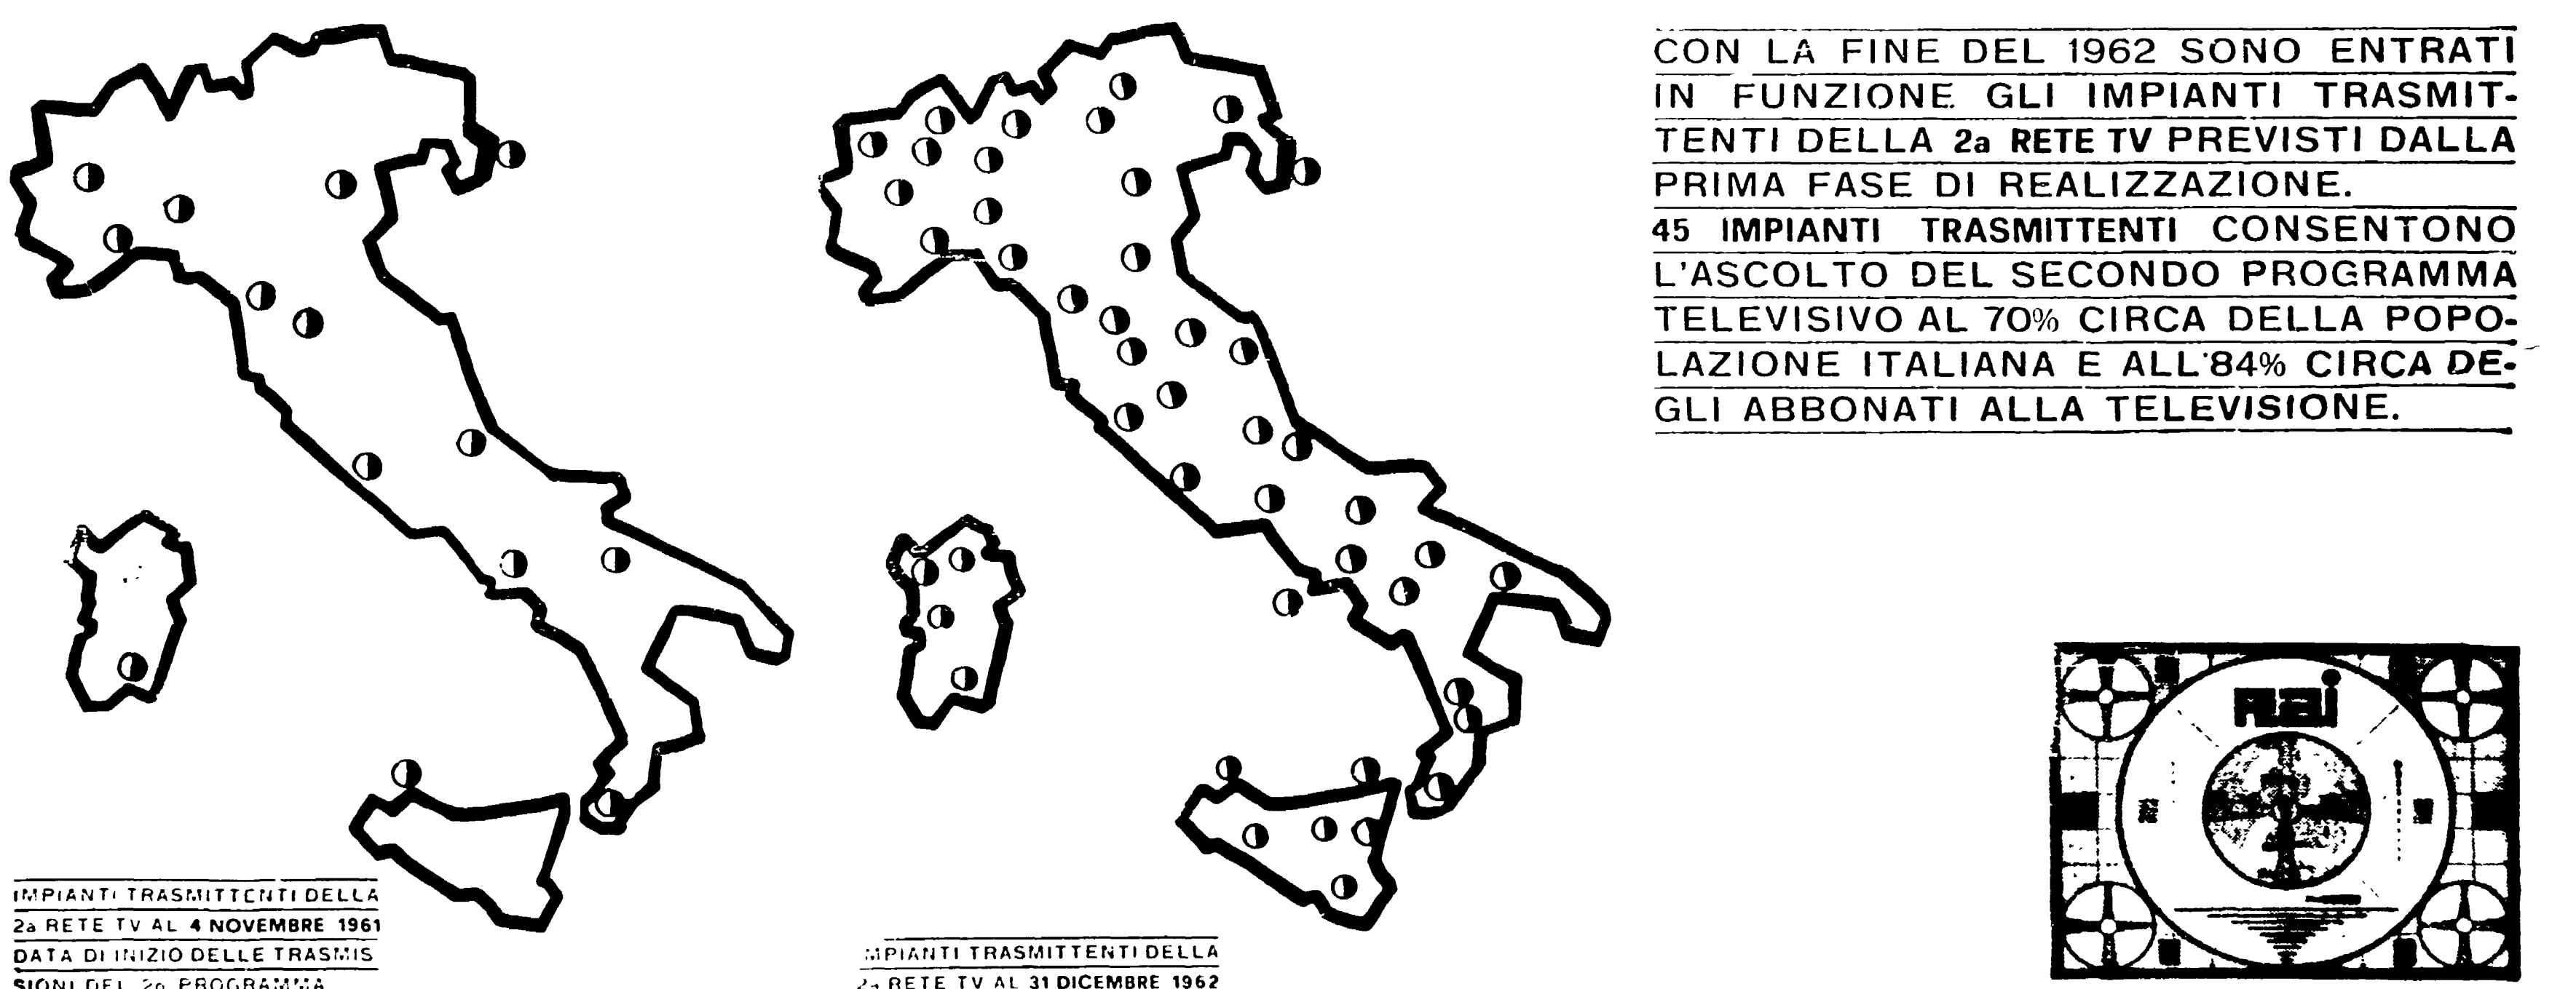 CON LA FINE DEL 1962 SONO ENTRATI
IN FUNZIONE GLI IMPIANTI TRASMIT-
TENTI DELLA 2a RETE TV PREVISTI DALLA
PRIMA FASE DI REALIZZAZIONE.
45 IMPIANTI TRASMITTENTI CONSENTONO
L'ASCOLTO DEL SECONDO PROGRAMMA
TELEVISIVO AL 70% CIRCA DELLA POPO-
LAZIONE ITALIANA E ALL'84% CIRCA DE-
GLI ABBONATI ALLA TELEVISIONE.
rai
IMPIANTI TRASMITTENTI DELLA
2a RETE TV AL 4 NOVEMBRE 1961
DATA DI INIZIO DELLE TRASMIS
SIONI DEL 2o PROGRAMMA
IMPIANTI TRASMITTENTI DELLA
2a RETE TV AL 31 DICEMBRE 1962